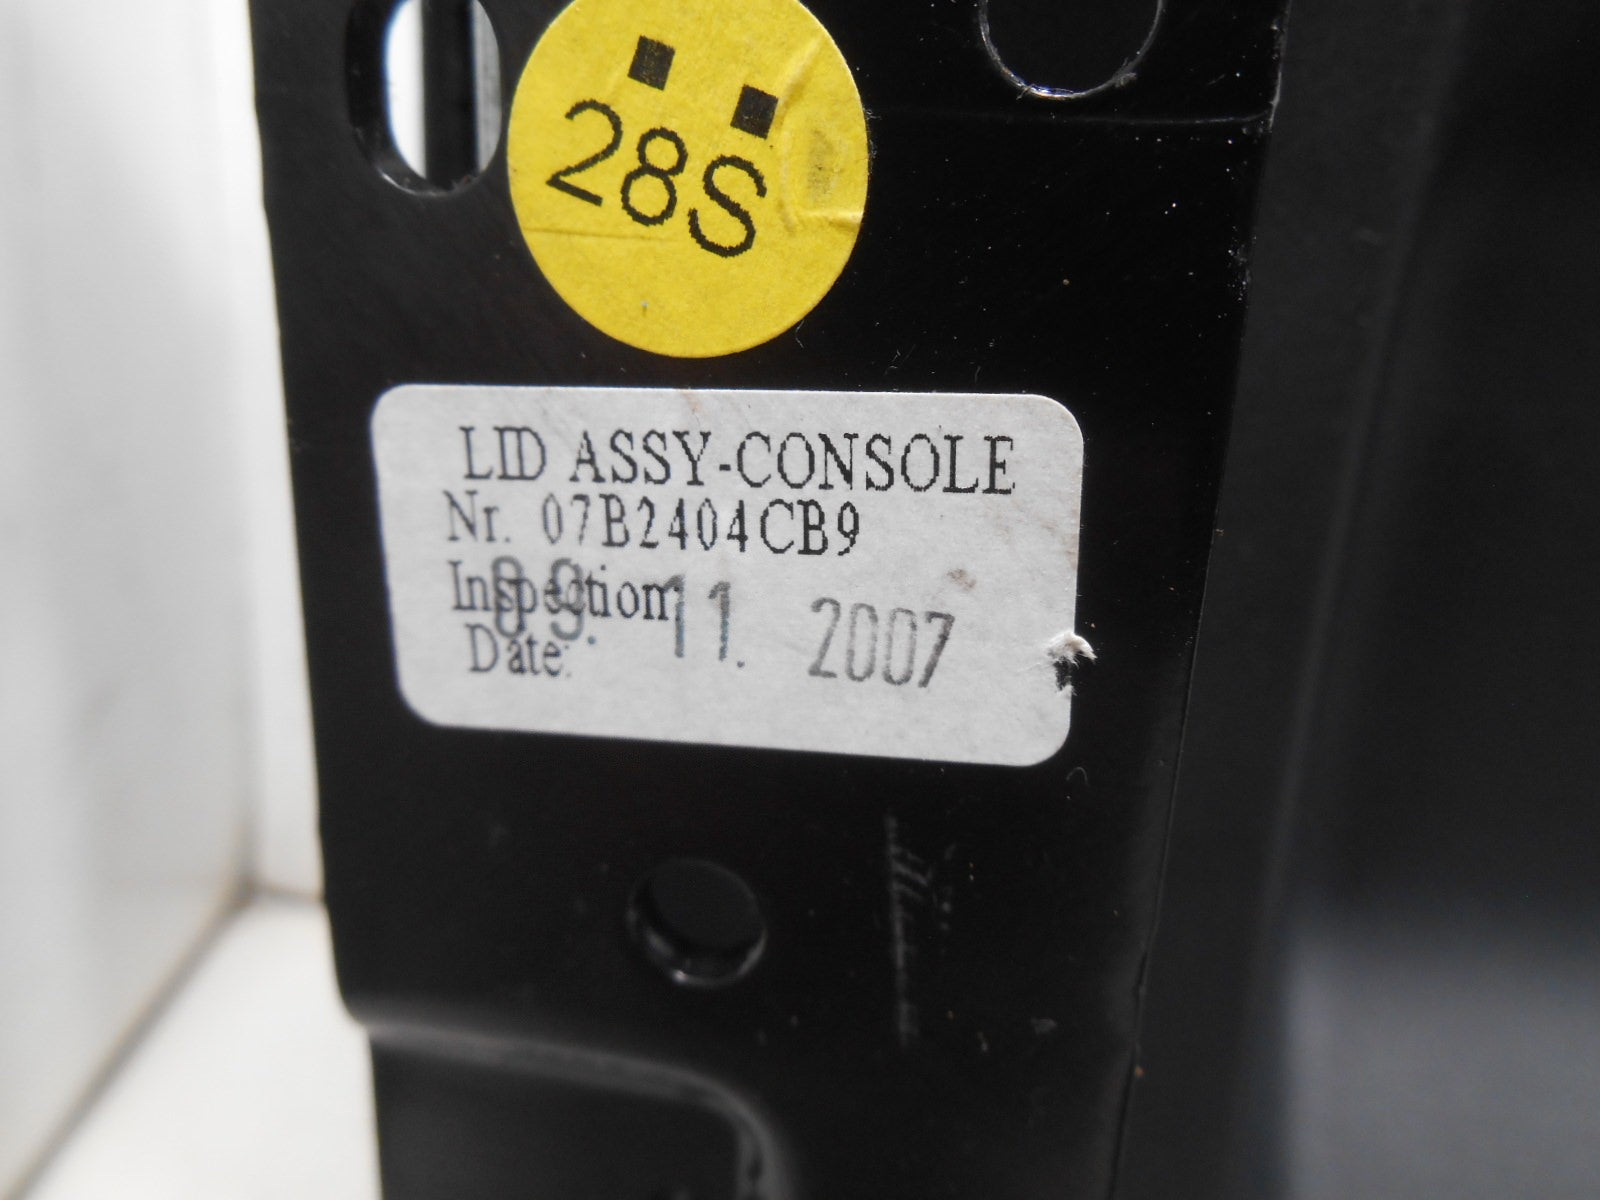 28S
LID ASSY-CONSOLE
Nr. 07B2404CB9
Inspection
Date:
11. 2007